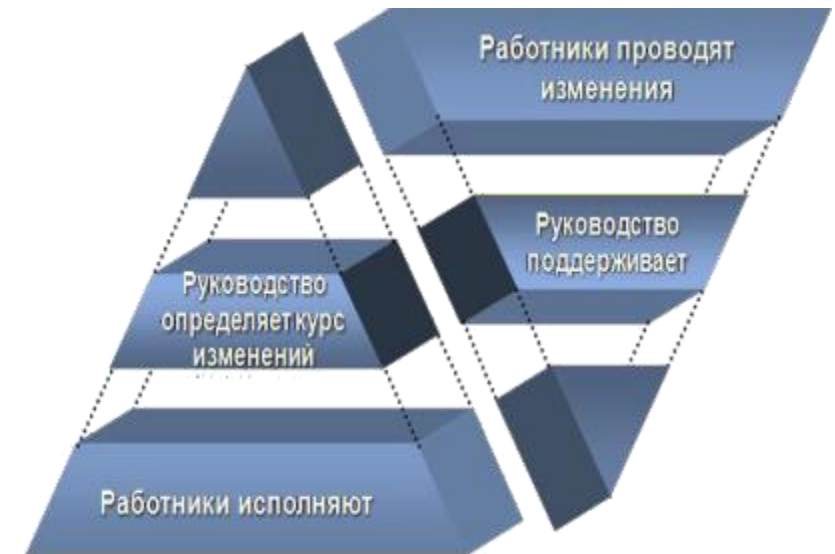 Работники проводят
изменения
Руководство
поддерживает
Руководство
определяет курс
изменений
Работники исполняют